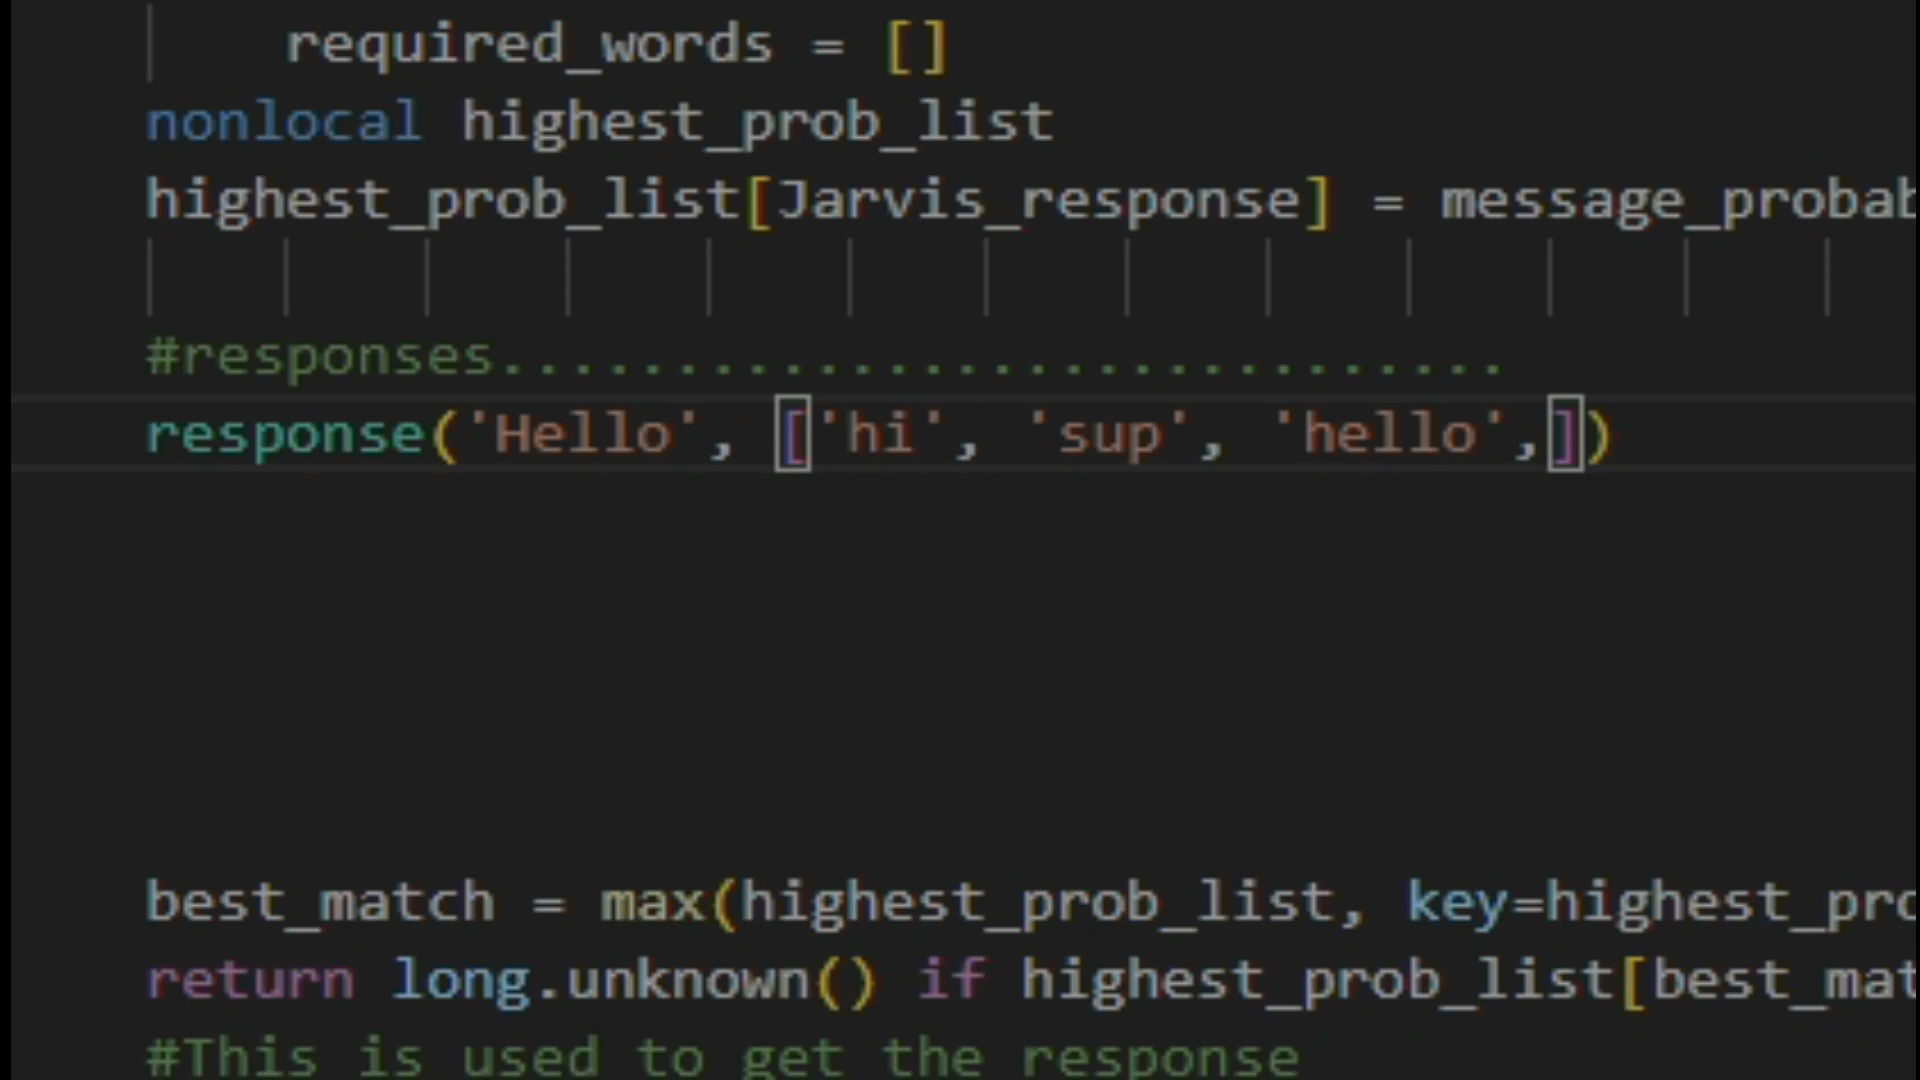 required_words = []
nonlocal highest_prob_list
highest_prob_list[Jarvis_response] = message_probab
#responses.............................
response('Hello', ['hi', 'sup', 'hello',])
best_match = max(highest_prob_list, key=highest_pro
return long.unknown() if highest_prob_list[best_mat
#This is used to get the response